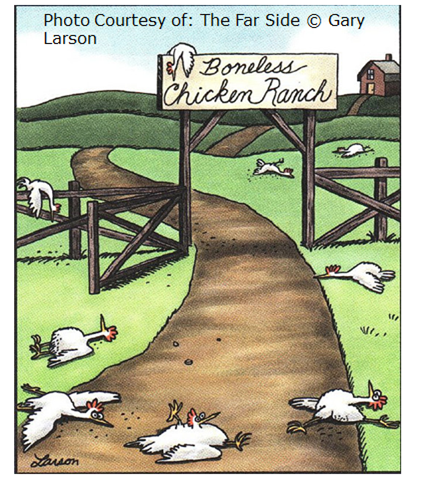 Photo Courtesy of: The Far Side © Gary
Larson
Boneless
Chicken Ranch
Larson